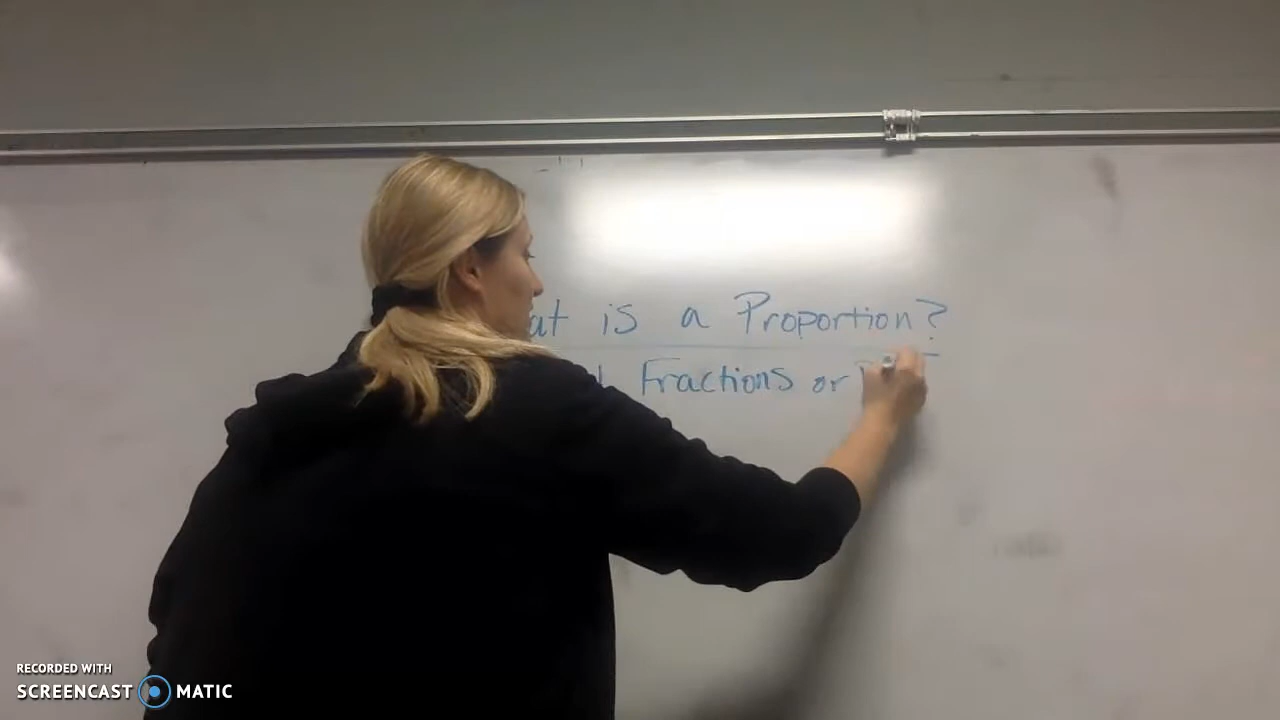 at is a Proportion?
Fractions or
RECORDED WITH
SCREENCAST MATIC